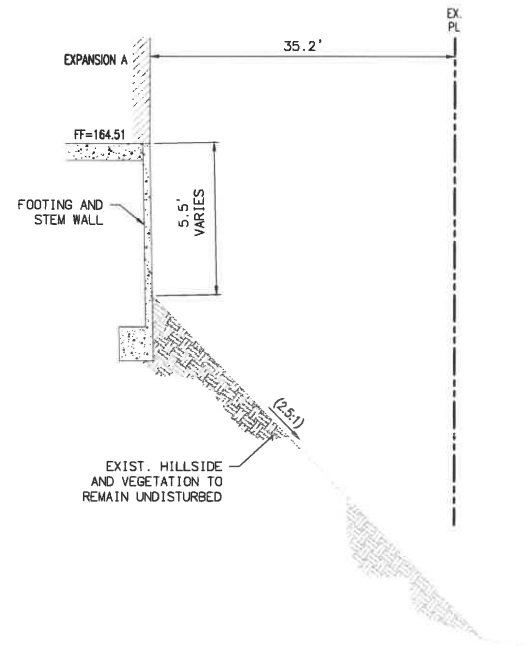 EX.
PL
35.2'
EXPANSION A
FF=164.51
FOOTING AND
STEM WALL
5.5'
VARIES
(2.5:1)
EXIST. HILLSIDE
AND VEGETATION TO
REMAIN UNDISTURBED